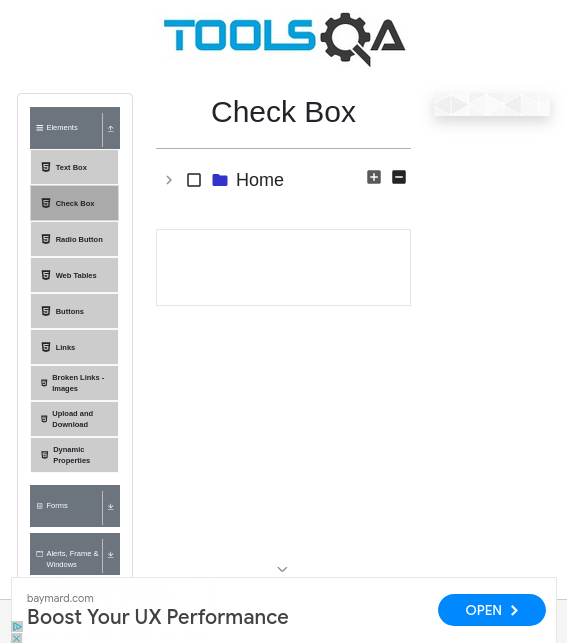 TOOLSQA
Elements
Text Box
Check Box
Radio Button
Web Tables
Buttons
Links
Broken Links -
Images
Upload and
Download
Dynamic
Properties
Forms
Alerts, Frame &
Windows
Check Box
Home
baymard.com
Boost Your UX Performance
OPEN